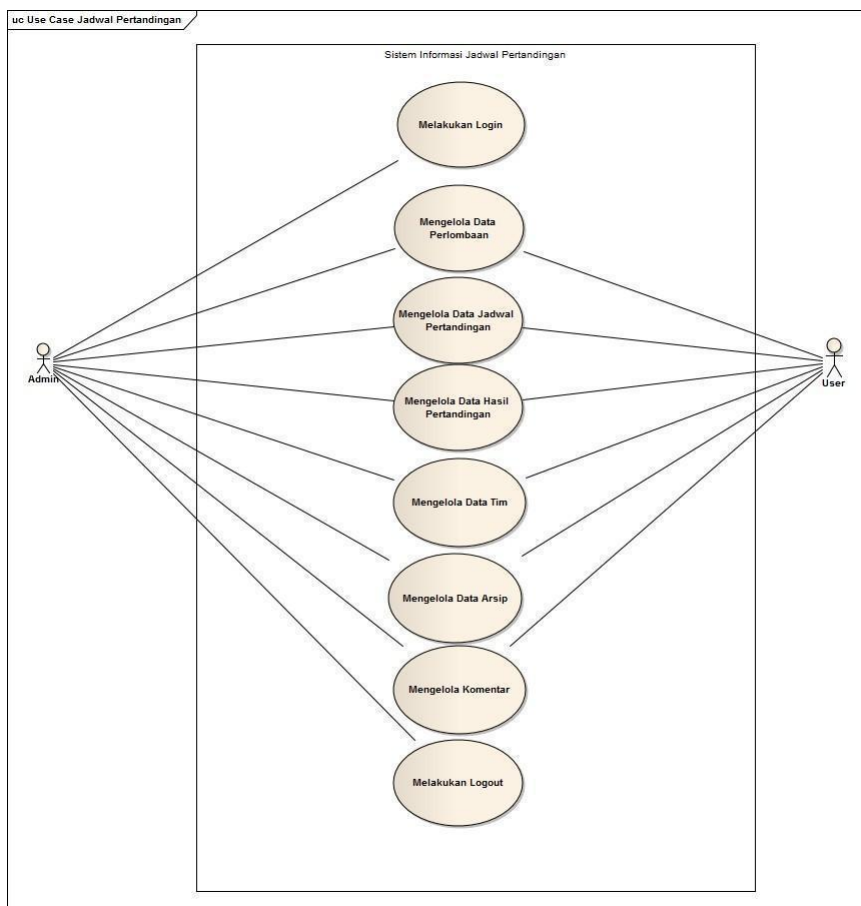 uc Use Case Jadwal Pertandingan
Sistem Informasi Jadwal Pertandingan
Melakukan Login
Mengelola Data
Perlombaan
Mengelola Data Jadwal
Pertandingan
Admin
User
Mengelola Data Hasil
Pertandingan
Mengelola Data Tim
Mengelola Data Arsip
Mengelola Komentar
Melakukan Logout